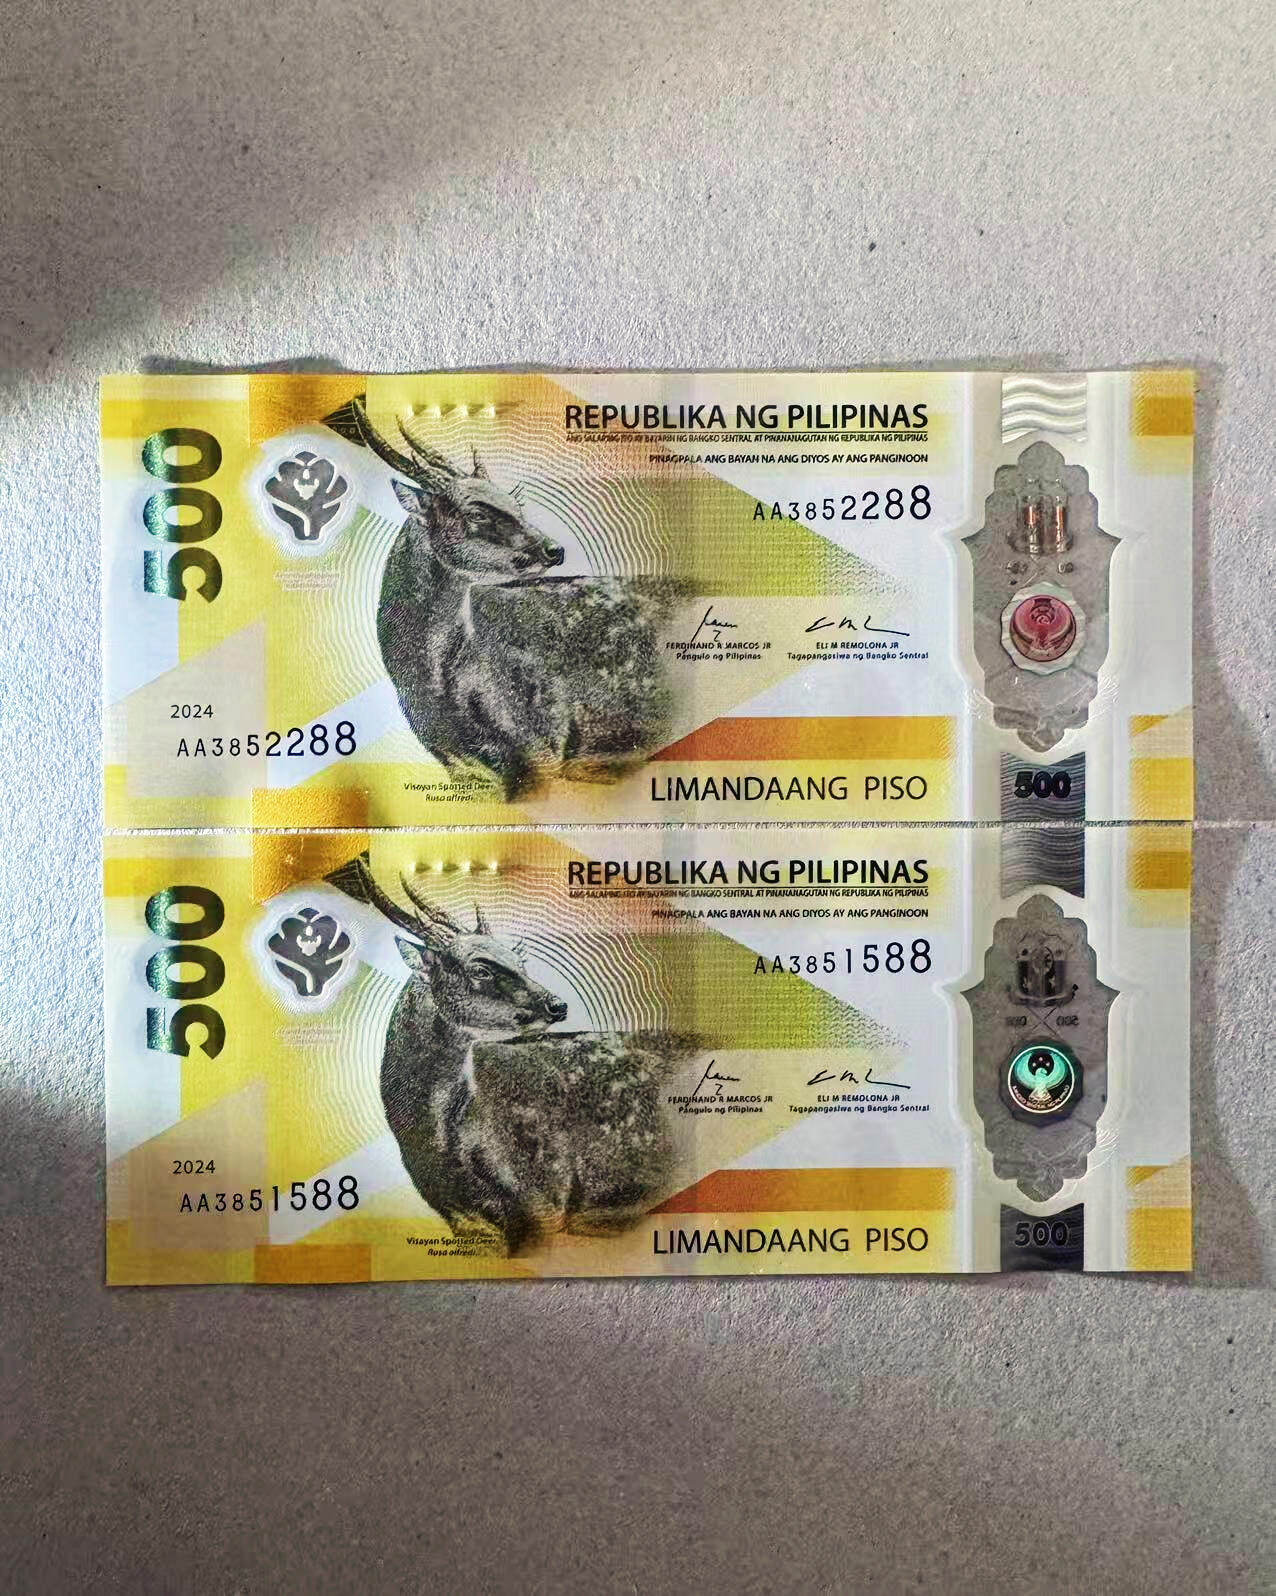 500
REPUBLIKA NG PILIPINAS
ANG SALAPING ITO AY BAYARIN NG BANGKO SENTRAL AT PINANANAGUTAN NG REPUBLIKA NG PILIPINAS
PINAGPALA ANG BAYAN NA ANG DIYOS AY ANG PANGINOON
AA3852288
FERDINAND R MARCOS JR
Pangulo ng Pilipinas
ELI M REMOLONA JR
Tagapangasiwa ng Bangko Sentral
2024
AA3852288
Visayan Spotted Deer
Rusa alfredi
LIMANDAANG PISO
500
500
REPUBLIKA NG PILIPINAS
ANG SALAPING ITO AY BAYARIN NG BANGKO SENTRAL AT PINANANAGUTAN NG REPUBLIKA NG PILIPINAS
PINAGPALA ANG BAYAN NA ANG DIYOS AY ANG PANGINOON
AA3851588
FERDINAND R MARCOS JR
Pangulo ng Pilipinas
ELI M REMOLONA JR
Tagapangasiwa ng Bangko Sentral
2024
AA3851588
Visayan Spotted Deer
Rusa alfredi
LIMANDAANG PISO
500